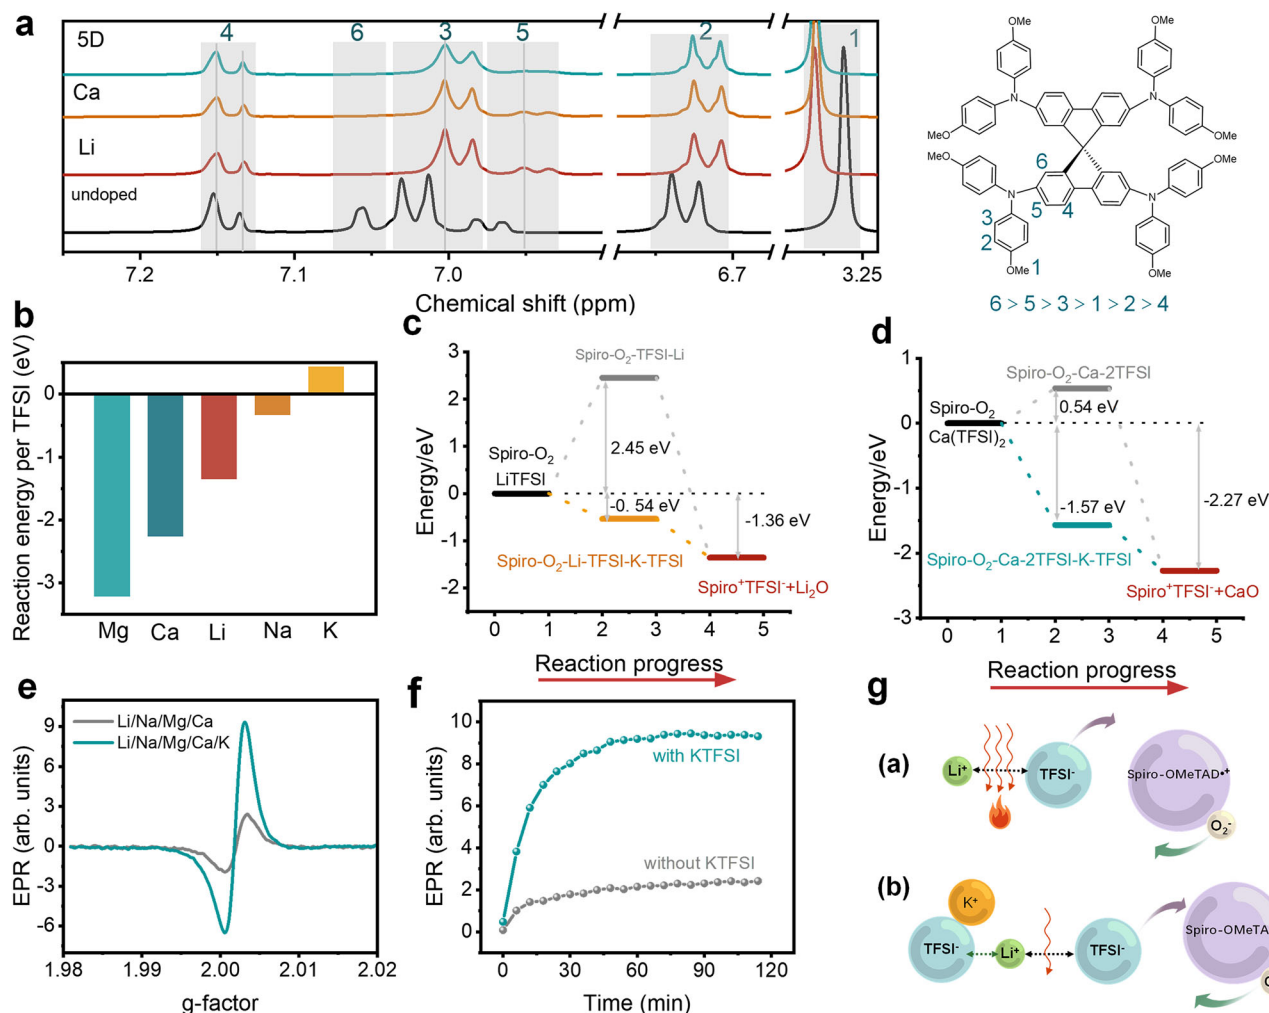 a
5D
Ca
Li
undoped
4
6
3
5
2
1
7.2
7.1
7.0
6.7
3.25
Chemical shift (ppm)
OMe
OMe
N
N
MeO
OMe
MeO
OMe
6
N
N
5
4
3
2
MeO
OMe
OMe
1
OMe
6 > 5 > 3 > 1 > 2 > 4
b
Reaction energy per TFSI (eV)
0
-1
-2
-3
Mg
Ca
Li
Na
K
c
Energy/eV
3
2
1
0
-1
-2
Spiro-O₂-TFSI-Li
Spiro-O₂
LiTFSI
2.45 eV
-0. 54 eV
-1.36 eV
Spiro-O₂-Li-TFSI-K-TFSI
Spiro⁺TFSI⁻+Li₂O
0
1
2
3
4
5
Reaction progress
d
Energy/eV
1
0
-1
-2
-3
Spiro-O₂-Ca-2TFSI
Spiro-O₂
Ca(TFSI)₂
0.54 eV
-1.57 eV
-2.27 eV
Spiro-O₂-Ca-2TFSI-K-TFSI
Spiro⁺TFSI⁻+CaO
0
1
2
3
4
5
Reaction progress
e
EPR (arb. units)
9
6
3
0
-3
-6
Li/Na/Mg/Ca
Li/Na/Mg/Ca/K
1.98
1.99
2.00
2.01
2.02
g-factor
f
EPR (arb. units)
10
8
6
4
2
0
with KTFSI
without KTFSI
0
30
60
90
120
Time (min)
g
(a)
Li⁺
TFSI⁻
Spiro-OMeTAD•⁺
O₂⁻
(b)
K⁺
TFSI⁻
Li⁺
TFSI⁻
Spiro-OMeTA